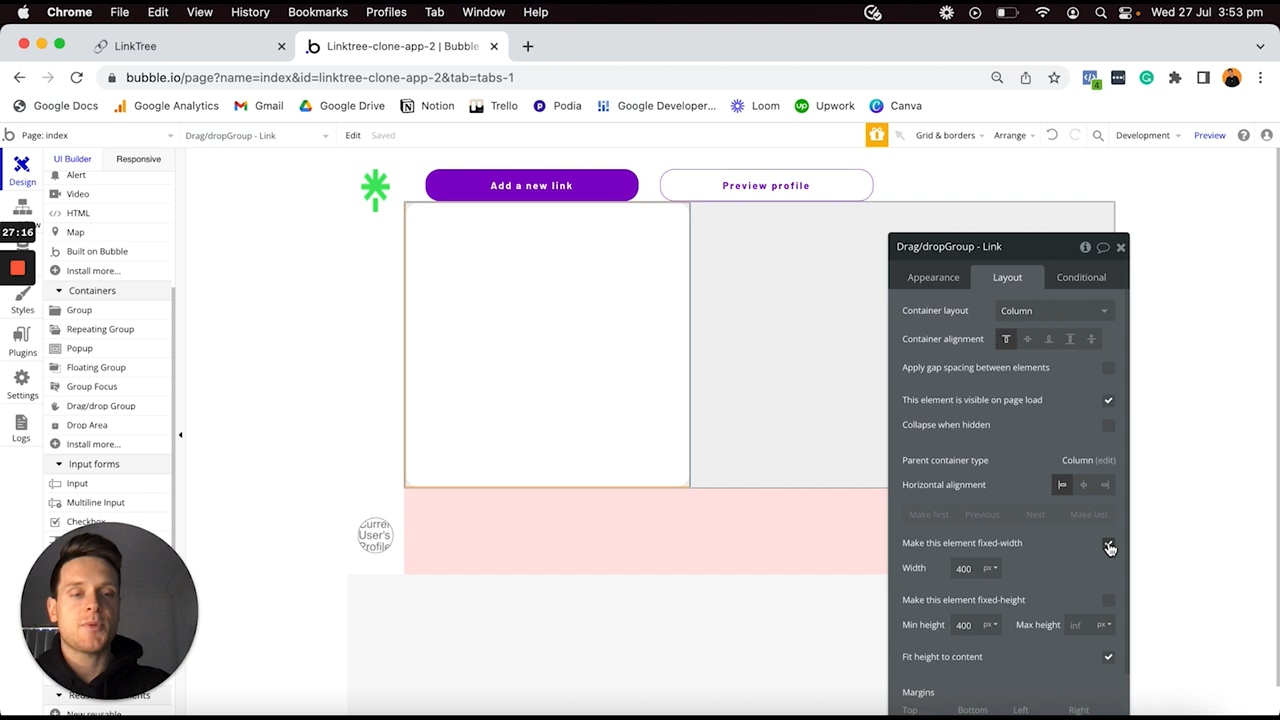 Chrome File Edit View History Bookmarks Profiles Tab Window Help Wed 27 Jul 3:53 pm
LinkTree Linktree-clone-app-2 | Bubble
bubble.io/page?name=index&id=linktree-clone-app-2&tab=tabs-1
4
Google Docs Google Analytics Gmail Google Drive Notion Trello Podia Google Developer... Loom Upwork Canva
Page: index Drag/dropGroup - Link Edit Saved Grid & borders Arrange Development Preview
UI Builder Responsive
Design
27:16
Styles
Plugins
Settings
Logs
Alert
Video
HTML
Map
Built on Bubble
Install more...
Containers
Group
Repeating Group
Popup
Floating Group
Group Focus
Drag/drop Group
Drop Area
Install more...
Input forms
Input
Multiline Input
Checkbox
Add a new link Preview profile
Curre
User's
Profile
Drag/dropGroup - Link
Appearance Layout Conditional
Container layout Column
Container alignment
Apply gap spacing between elements
This element is visible on page load
Collapse when hidden
Parent container type Column (edit)
Horizontal alignment
Make first Previous Next Make last
Make this element fixed-width
Width 400 px
Make this element fixed-height
Min height 400 px Max height inf px
Fit height to content
Margins
Top Bottom Left Right